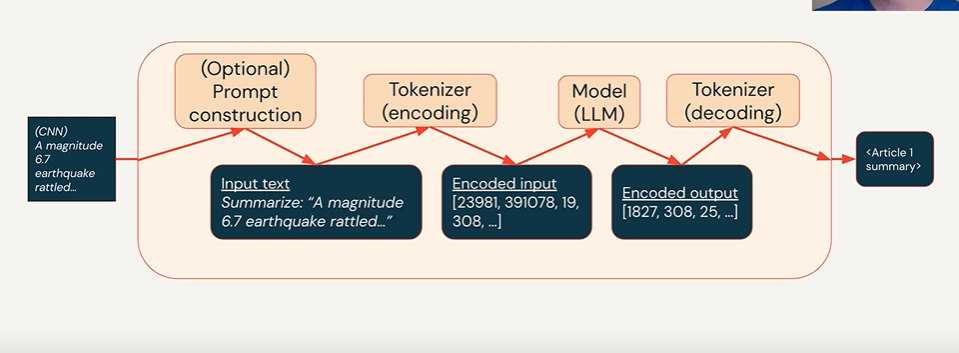 (Optional)
Prompt
construction
Tokenizer
(encoding)
Model
(LLM)
Tokenizer
(decoding)
(CNN)
A magnitude
6.7
earthquake
rattled...
Input text
Summarize: “A magnitude
6.7 earthquake rattled...”
Encoded input
[23981, 391078, 19,
308, ...]
Encoded output
[1827, 308, 25, ...]
<Article 1
summary>